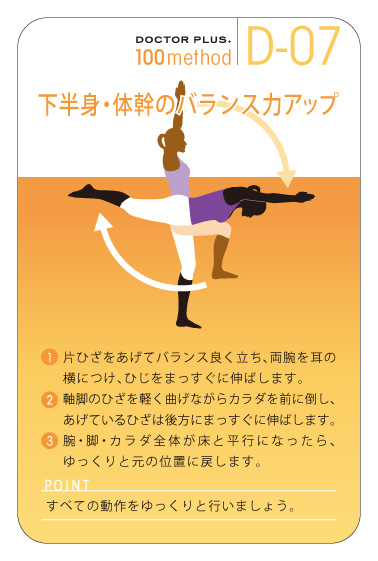 DOCTOR PLUS.
100method
D-07
下半身・体幹のバランス力アップ
1 片ひざをあげてバランス良く立ち、両腕を耳の
横につけ、ひじをまっすぐに伸ばします。
2 軸脚のひざを軽く曲げながらカラダを前に倒し、
あげているひざは後方にまっすぐに伸ばします。
3 腕・脚・カラダ全体が床と平行になったら、
ゆっくりと元の位置に戻します。
POINT
すべての動作をゆっくりと行いましょう。